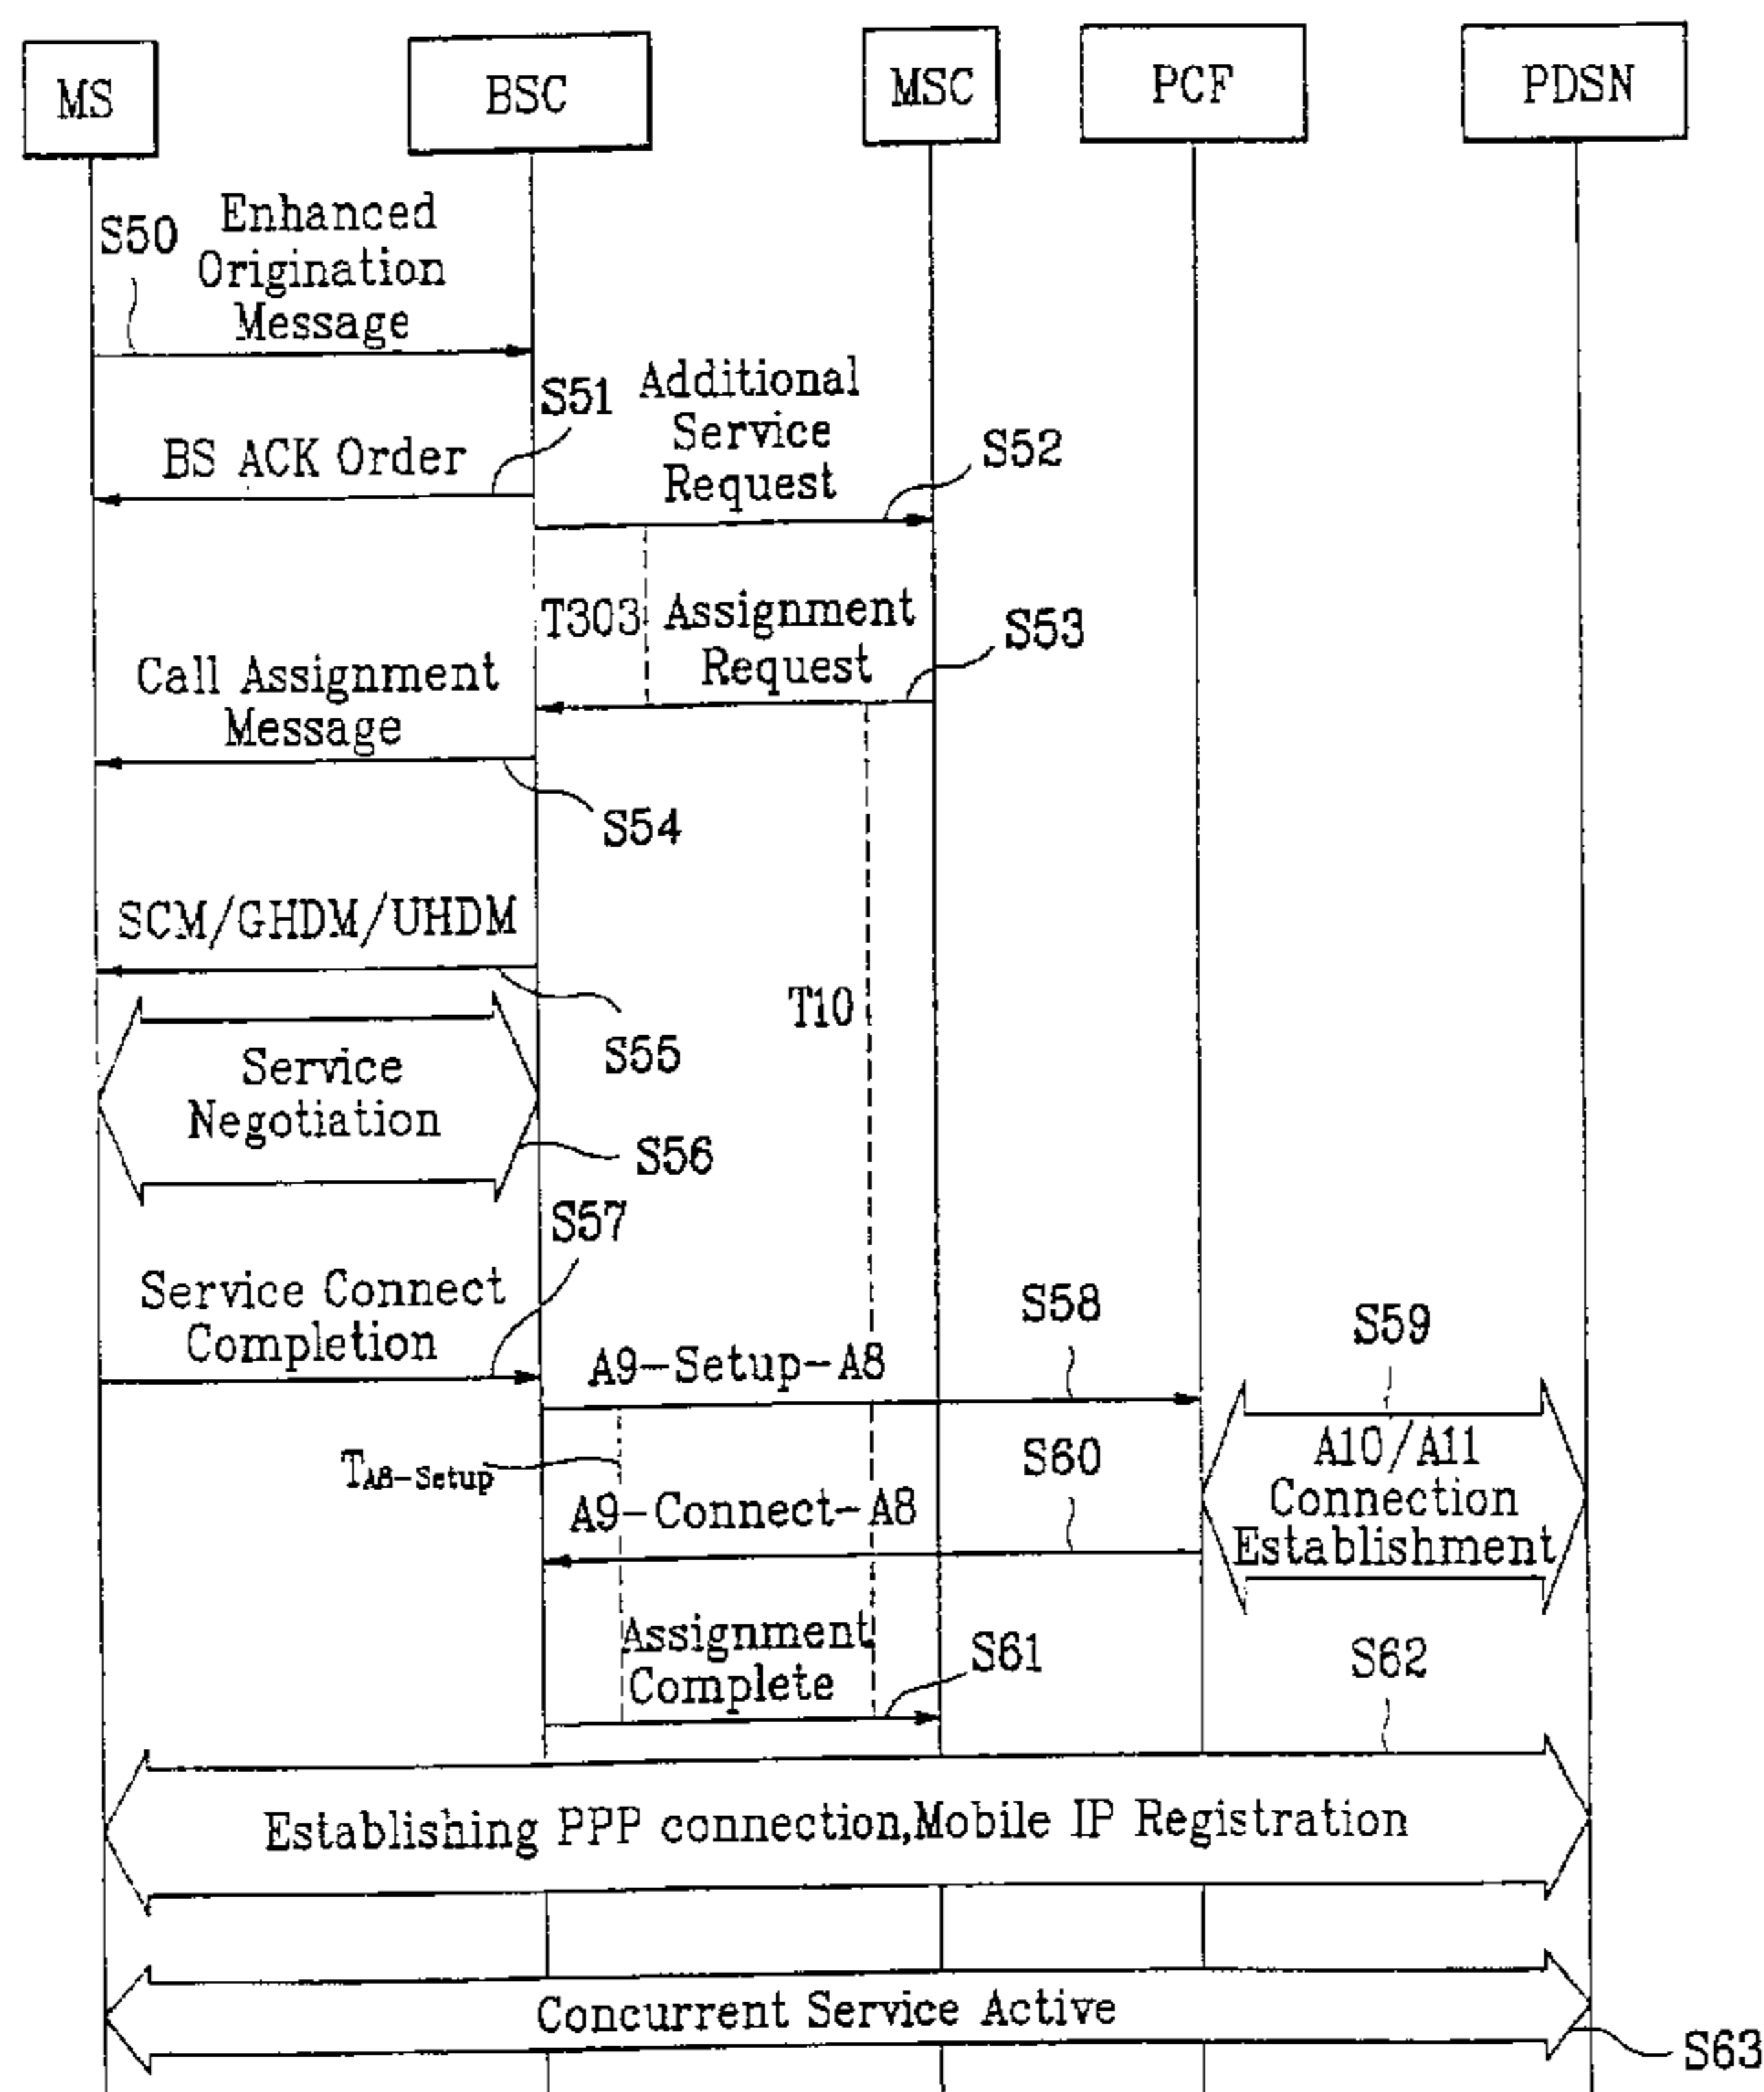 MS
BSC
MSC
PCF
PDSN
S50
Enhanced
Origination
Message
S51
Additional
Service
Request
S52
BS ACK Order
T303
Assignment
Request
S53
Call Assignment
Message
S54
SCM/GHDM/UHDM
T10
S55
Service
Negotiation
S56
S57
Service Connect
Completion
A9-Setup-A8
S58
S59
TA8-Setup
S60
A10/A11
Connection
Establishment
A9-Connect-A8
Assignment
Complete
S61
S62
Establishing PPP connection,Mobile IP Registration
Concurrent Service Active
S63